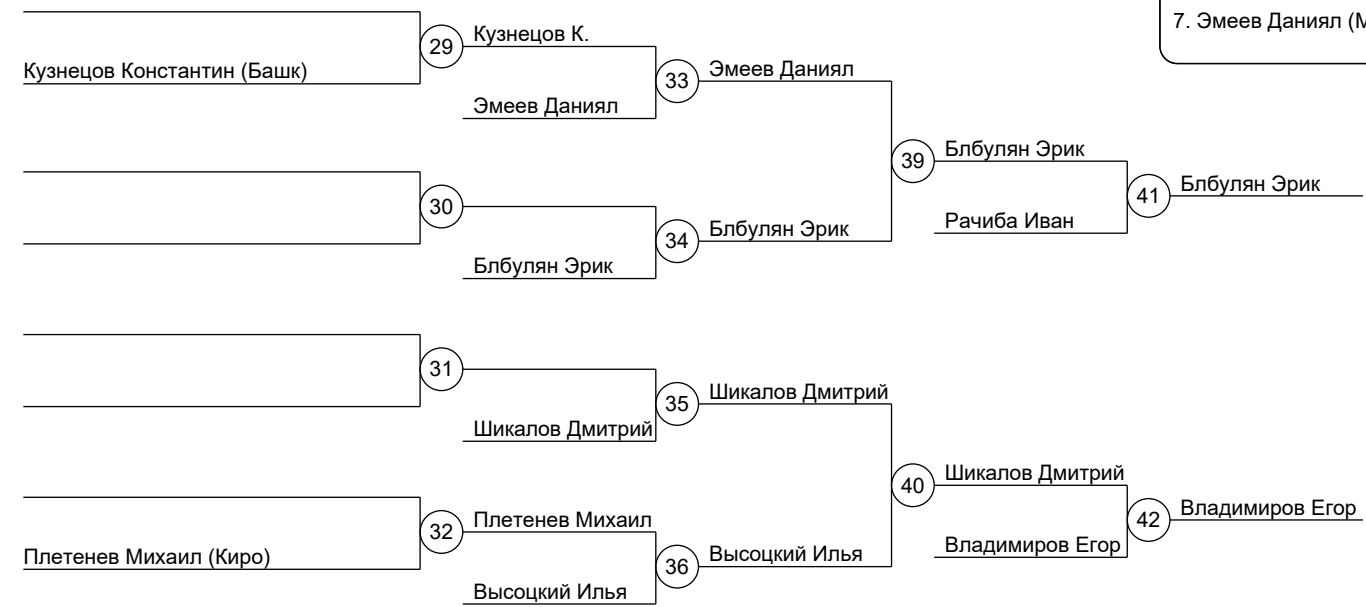 7. Эмеев Даниял (М
29
Кузнецов К.
Кузнецов Константин (Башк)
33
Эмеев Даниял
Эмеев Даниял
39
Блбулян Эрик
41
Блбулян Эрик
30
34
Блбулян Эрик
Рачиба Иван
Блбулян Эрик
31
35
Шикалов Дмитрий
Шикалов Дмитрий
40
Шикалов Дмитрий
42
Владимиров Егор
32
Плетенев Михаил
Владимиров Егор
Плетенев Михаил (Киро)
36
Высоцкий Илья
Высоцкий Илья